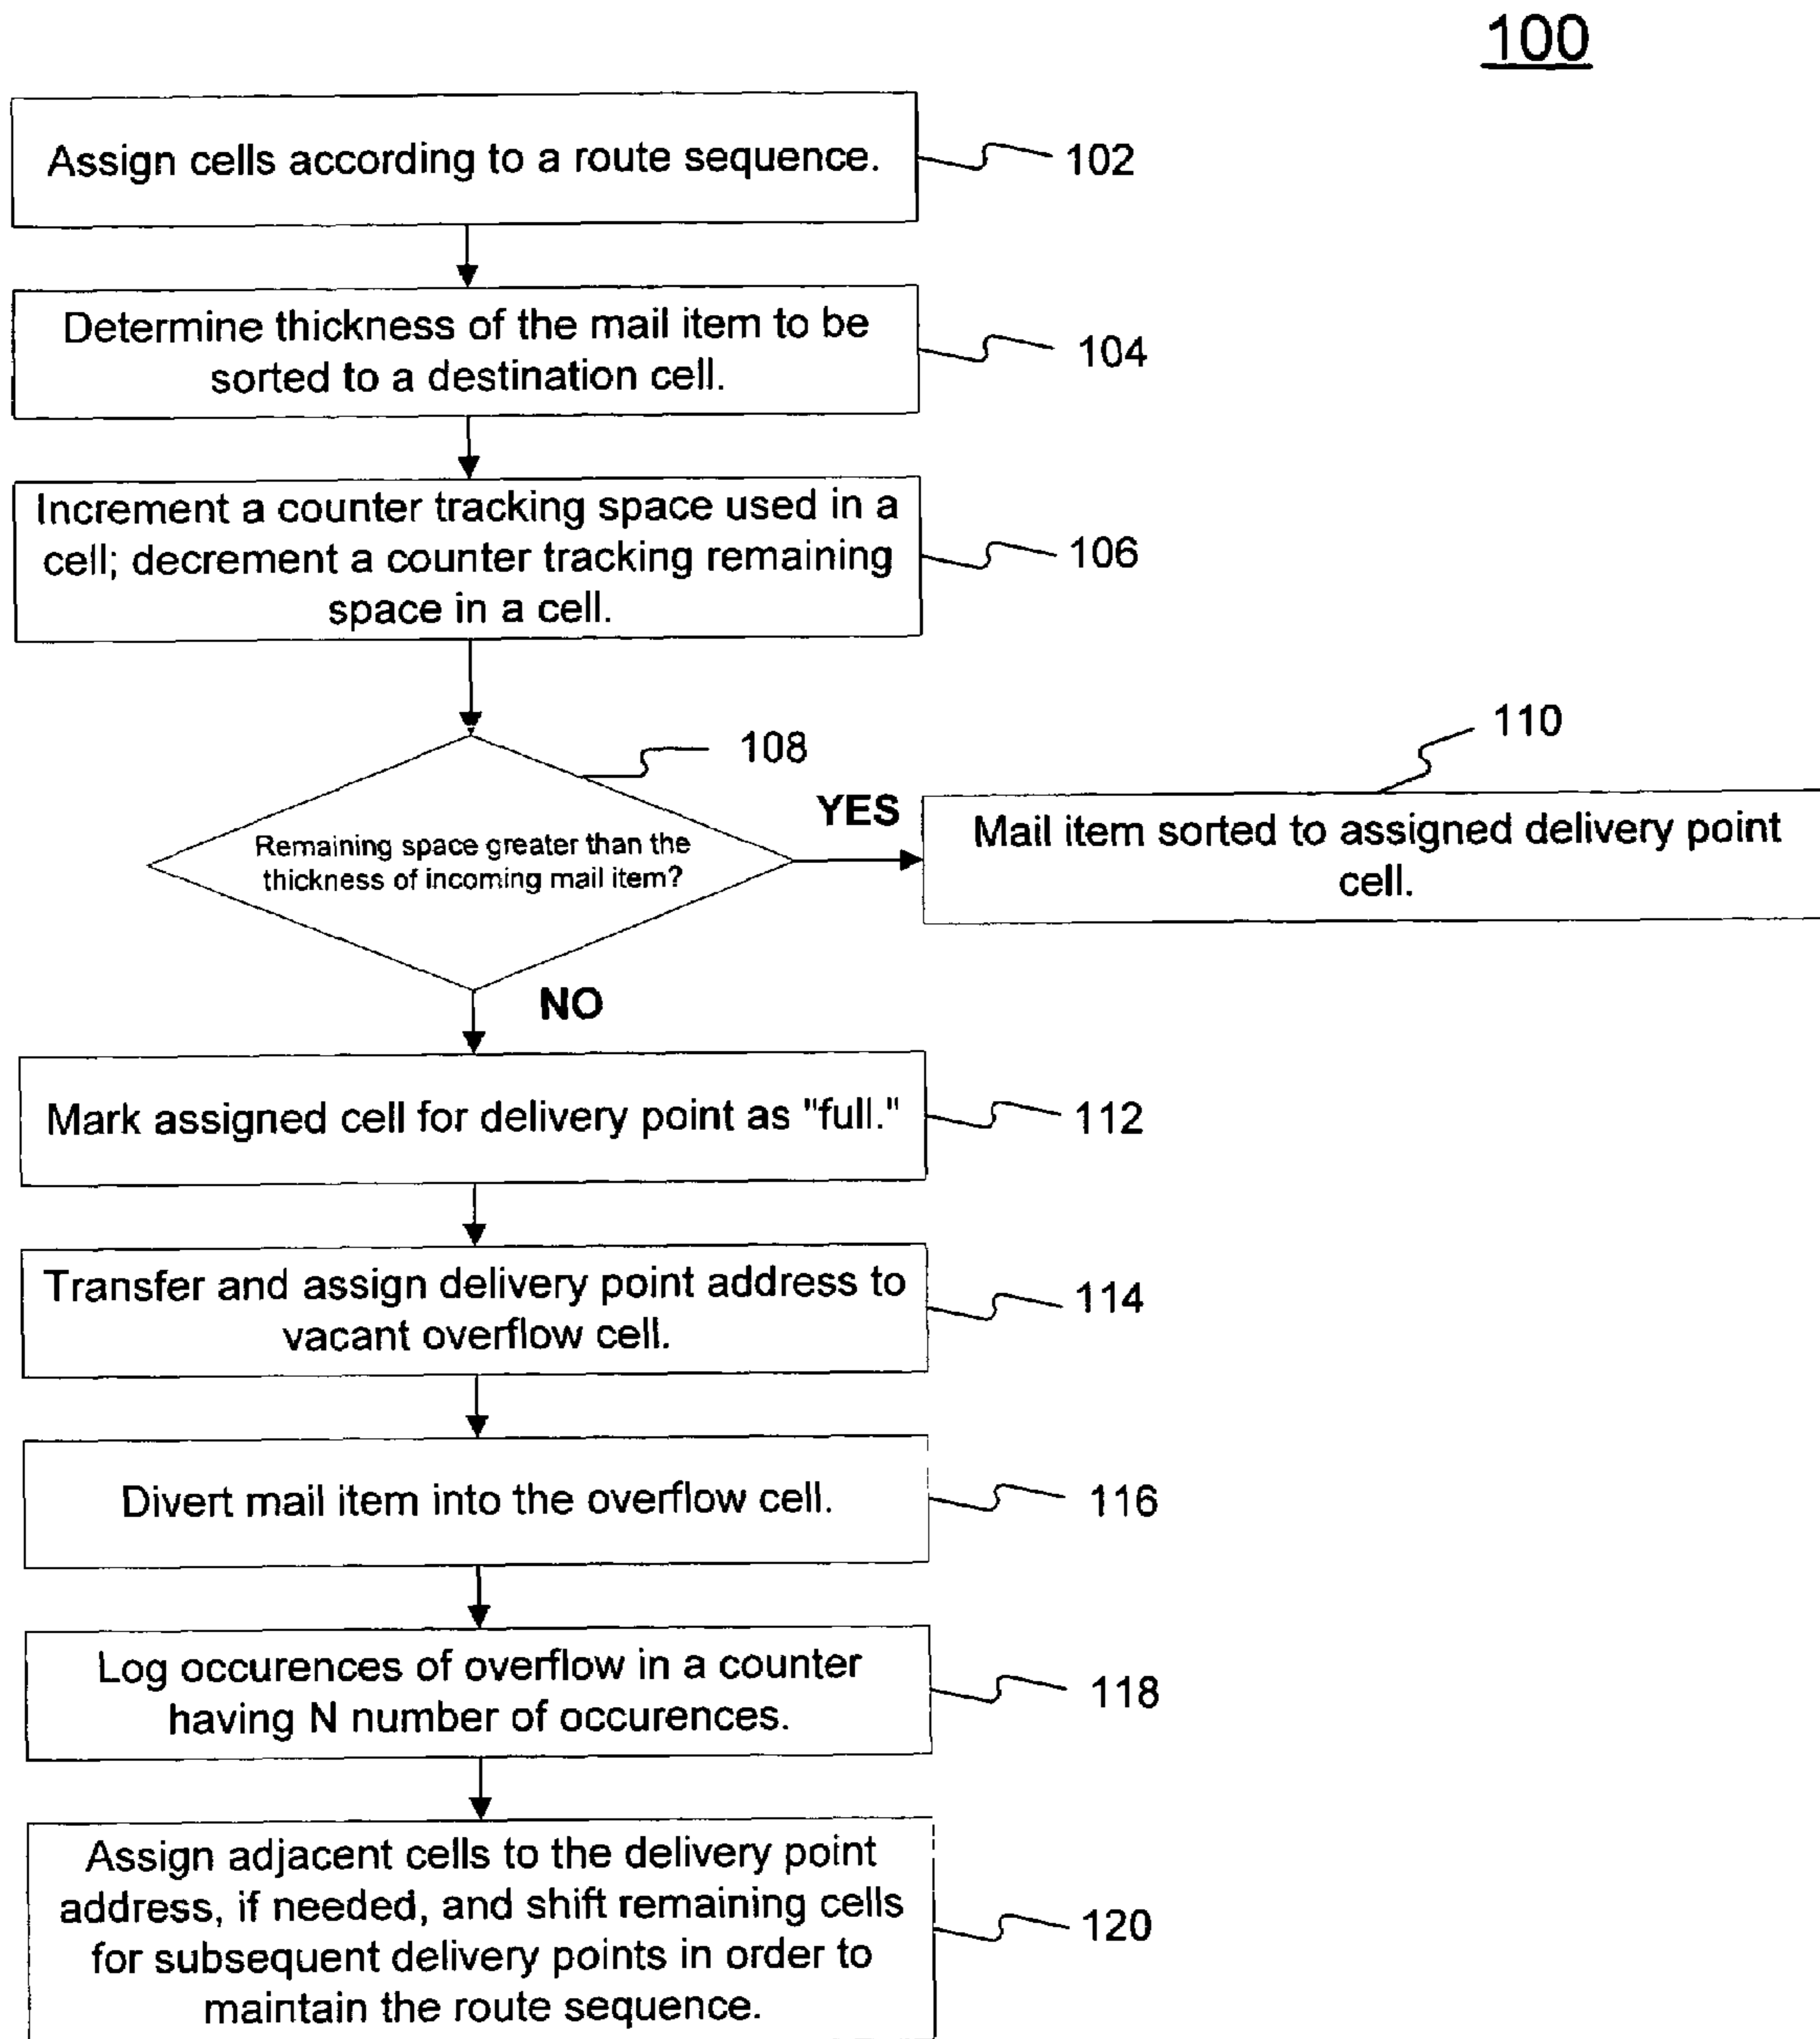 100
Assign cells according to a route sequence.
102
Determine thickness of the mail item to be
sorted to a destination cell.
104
Increment a counter tracking space used in a
cell; decrement a counter tracking remaining
space in a cell.
106
108
Remaining space greater than the
thickness of incoming mail item?
YES
110
Mail item sorted to assigned delivery point
cell.
NO
Mark assigned cell for delivery point as "full."
112
Transfer and assign delivery point address to
vacant overflow cell.
114
Divert mail item into the overflow cell.
116
Log occurences of overflow in a counter
having N number of occurences.
118
Assign adjacent cells to the delivery point
address, if needed, and shift remaining cells
for subsequent delivery points in order to
maintain the route sequence.
120